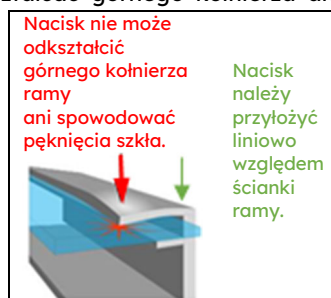 Nacisk nie może
odkształcić
górnego kołnierza
ramy
ani spowodować
pęknięcia szkła.
Nacisk
należy
przyłożyć
liniowo
względem
ścianki
ramy.